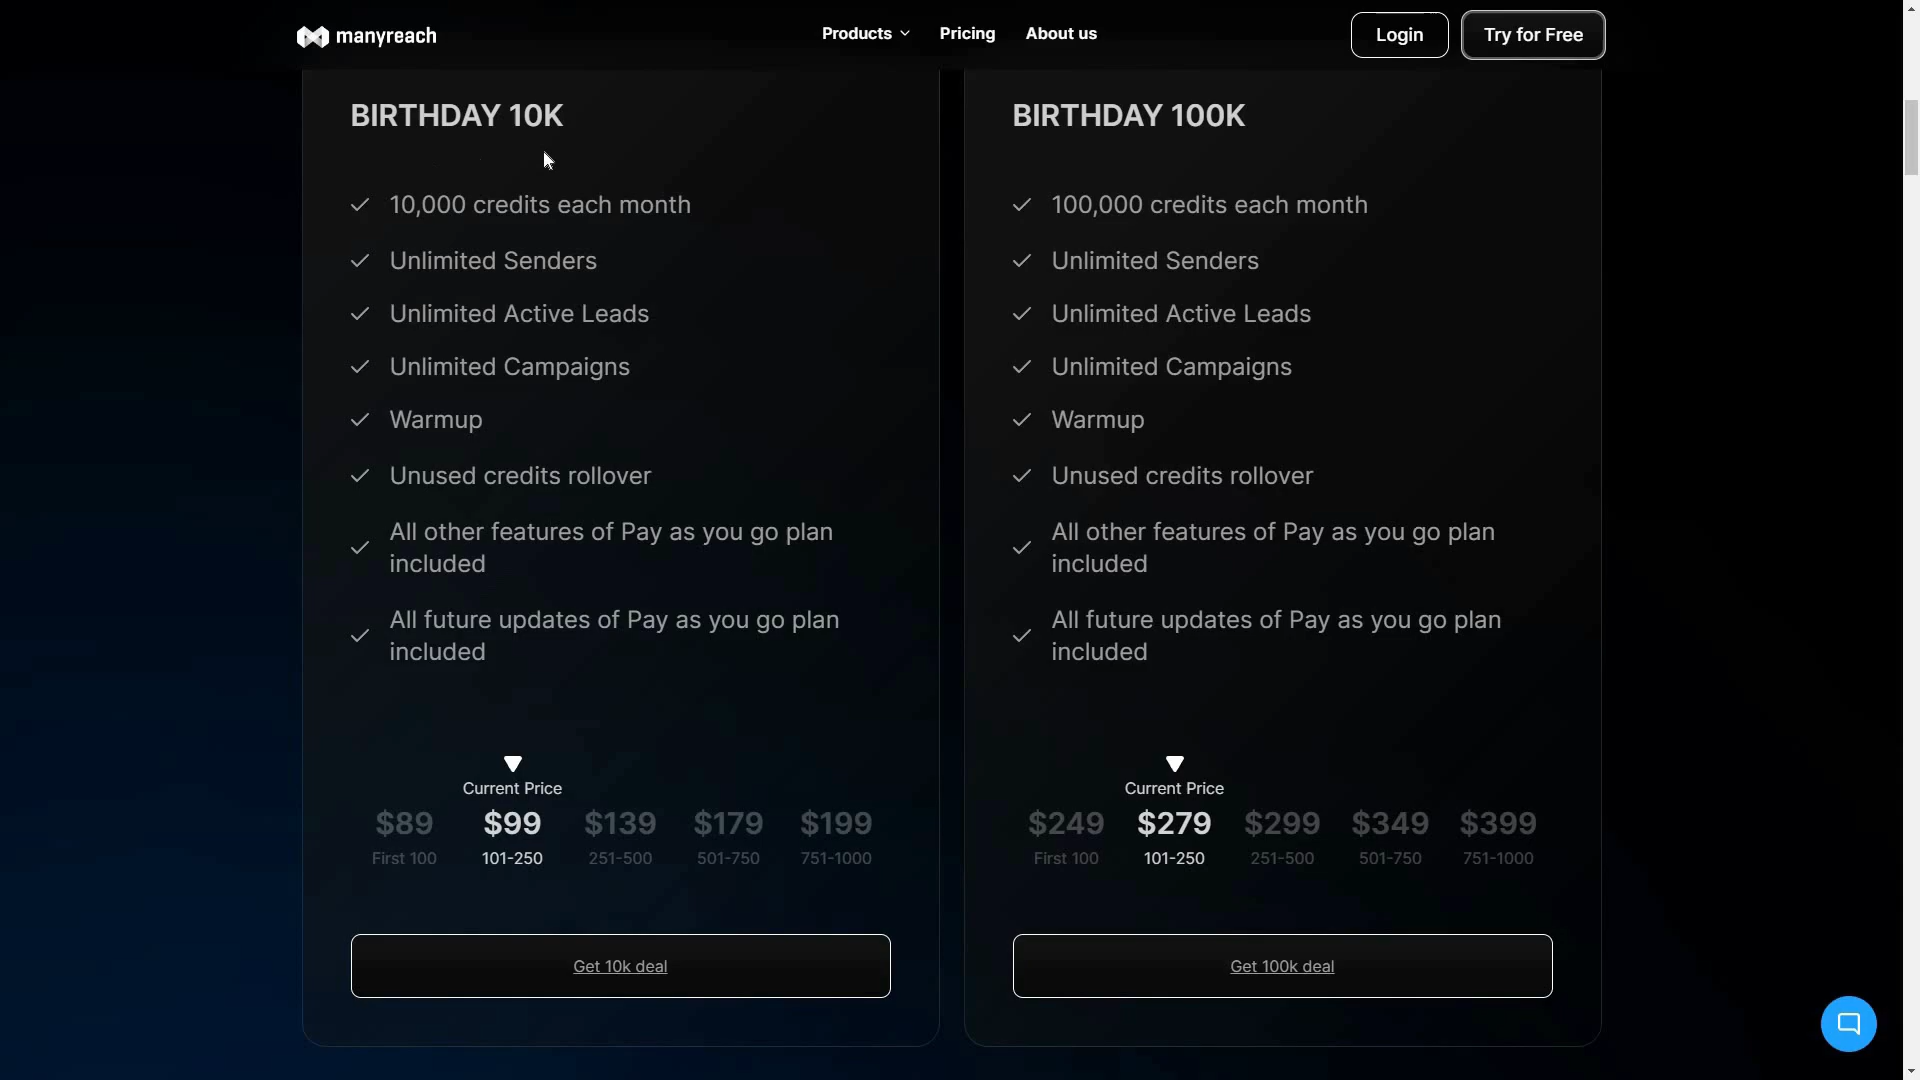 manyreach
Products
Pricing
About us
Login
Try for Free
BIRTHDAY 10K
10,000 credits each month
Unlimited Senders
Unlimited Active Leads
Unlimited Campaigns
Warmup
Unused credits rollover
All other features of Pay as you go plan
included
All future updates of Pay as you go plan
included
Current Price
$89 $99 $139 $179 $199
First 100 101-250 251-500 501-750 751-1000
Get 10k deal
BIRTHDAY 100K
100,000 credits each month
Unlimited Senders
Unlimited Active Leads
Unlimited Campaigns
Warmup
Unused credits rollover
All other features of Pay as you go plan
included
All future updates of Pay as you go plan
included
Current Price
$249 $279 $299 $349 $399
First 100 101-250 251-500 501-750 751-1000
Get 100k deal